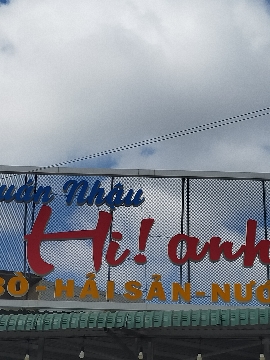 uán Nhậu
Hi! anh
BÒ - HẢI SẢN - NƯỚ